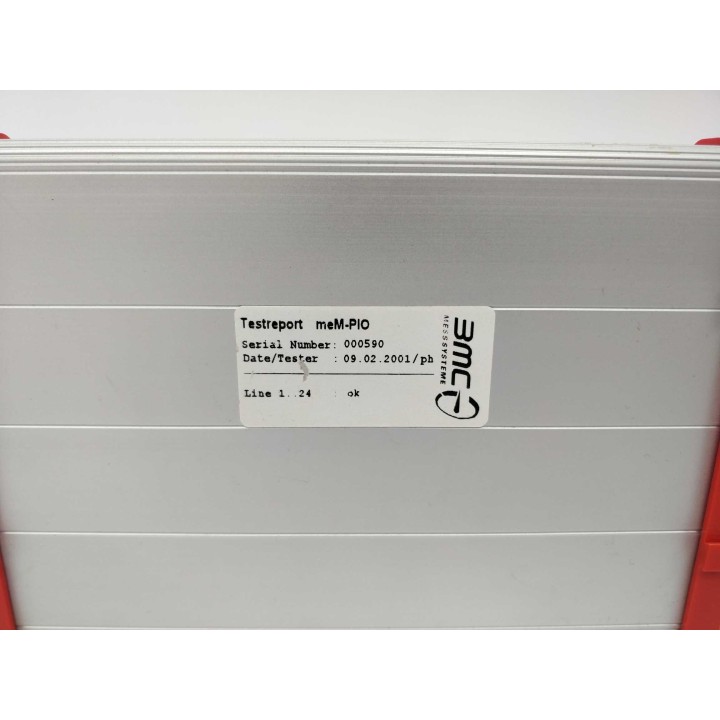 Testreport meM-PIO
Serial Number: 000590
Date/Tester : 09.02.2001/ph
Line 1..24 : ok
BMC
MESSSYSTEME